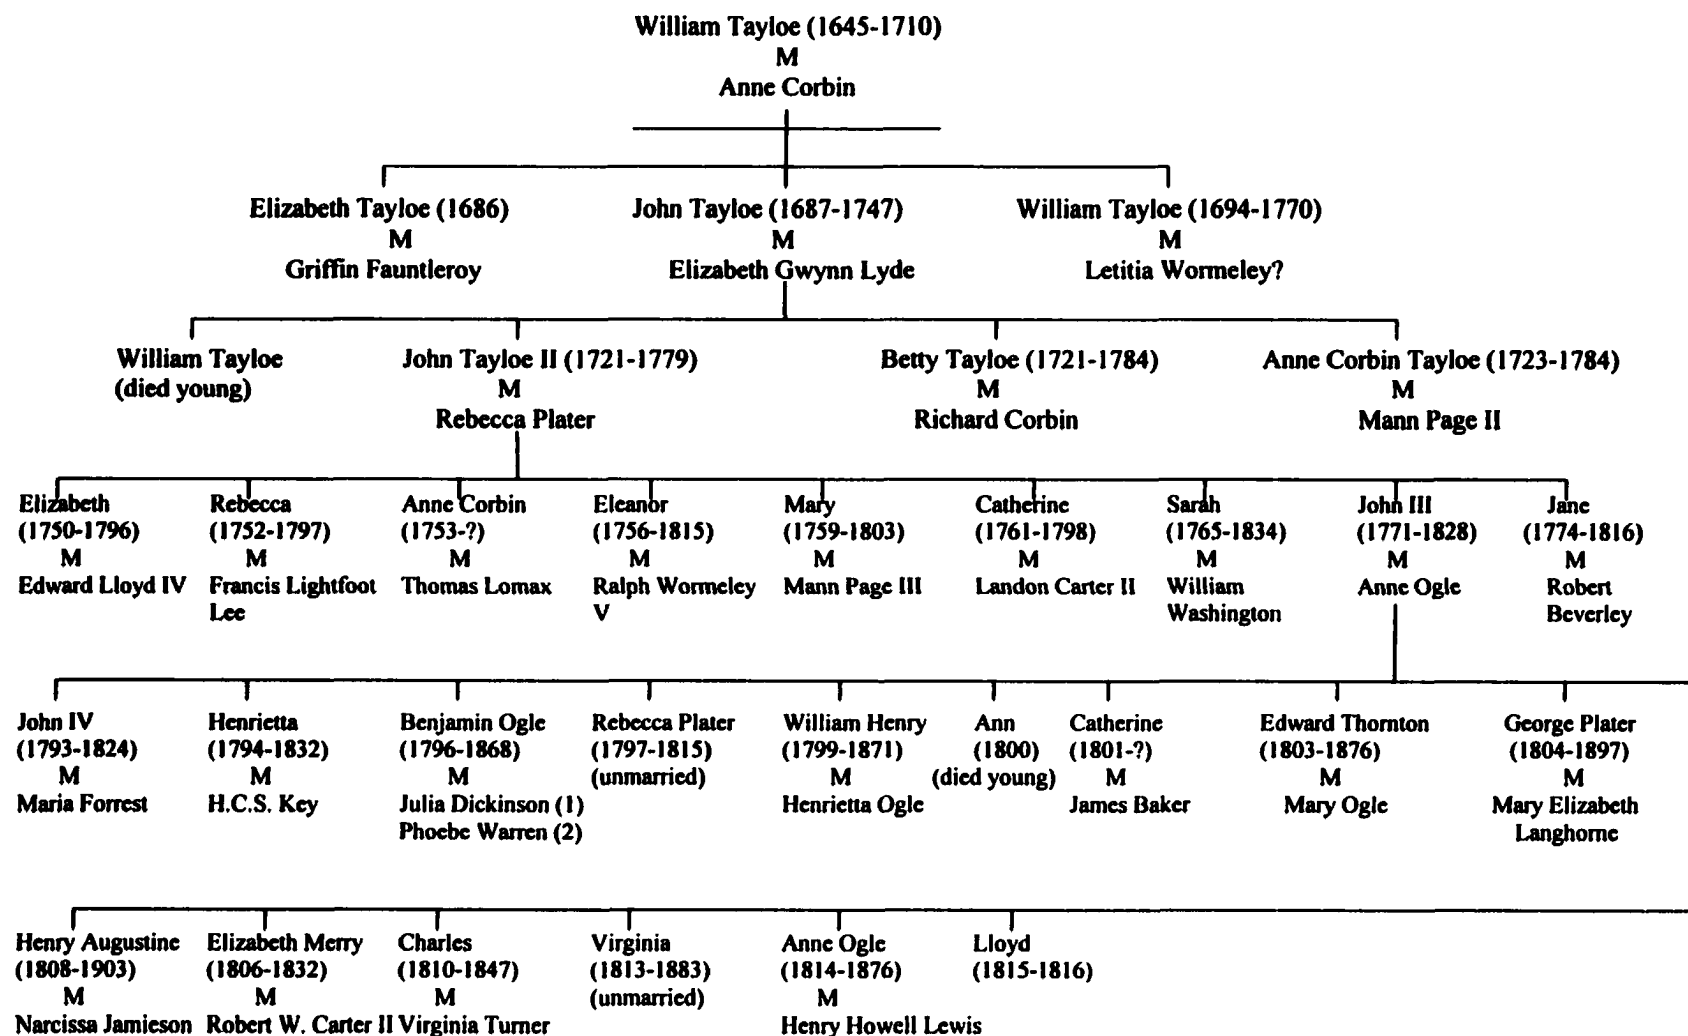 William Tayloe (1645-1710)
M
Anne Corbin
Elizabeth Tayloe (1686) John Tayloe (1687-1747) William Tayloe (1694-1770)
M M M
Griffin Fauntleroy Elizabeth Gwynn Lyde Letitia Wormeley?
William Tayloe John Tayloe II (1721-1779) Betty Tayloe (1721-1784) Anne Corbin Tayloe (1723-1784)
(died young) M M M
Rebecca Plater Richard Corbin Mann Page II
Elizabeth Rebecca Anne Corbin Eleanor Mary Catherine Sarah John III Jane
(1750-1796) (1752-1797) (1753-?) (1756-1815) (1759-1803) (1761-1798) (1765-1834) (1771-1828) (1774-1816)
M M M M M M M M M
Edward Lloyd IV Francis Lightfoot Thomas Lomax Ralph Wormeley Mann Page III Landon Carter II William Anne Ogle Robert
Lee V Washington Beverley
John IV Henrietta Benjamin Ogle Rebecca Plater William Henry Ann Catherine Edward Thornton George Plater
(1793-1824) (1794-1832) (1796-1868) (1797-1815) (1799-1871) (1800) (1801-?) (1803-1876) (1804-1897)
M M M (unmarried) M (died young) M M M
Maria Forrest H.C.S. Key Julia Dickinson (1) Henrietta Ogle James Baker Mary Ogle Mary Elizabeth
Phoebe Warren (2) Langhorne
Henry Augustine Elizabeth Merry Charles Virginia Anne Ogle Lloyd
(1808-1903) (1806-1832) (1810-1847) (1813-1883) (1814-1876) (1815-1816)
M M M (unmarried) M
Narcissa Jamieson Robert W. Carter II Virginia Turner Henry Howell Lewis